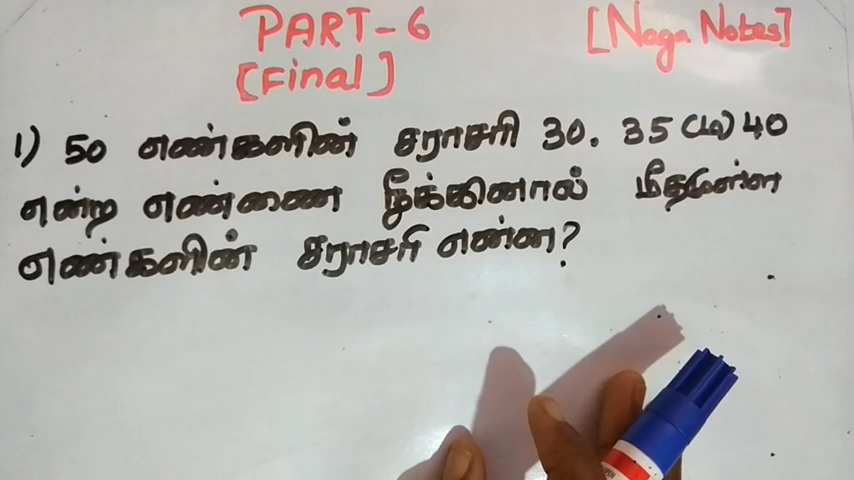 PART-6 [Naga Notes]
[Final]
1) 50 எண்களின் சராசரி 30. 35 (மு) 40
என்ற எண்ணை நீக்கினால் மீதமுள்ள
எண்களின் சராசரி என்ன?